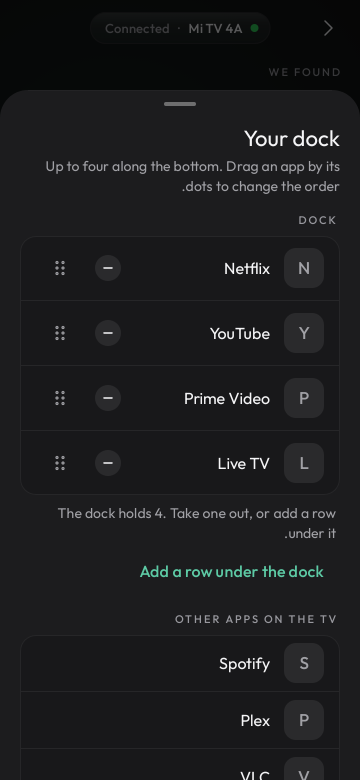 Connected · Mi TV 4A
WE FOUND
Your dock
Up to four along the bottom. Drag an app by its
.dots to change the order
DOCK
Netflix N
YouTube Y
Prime Video P
Live TV L
The dock holds 4. Take one out, or add a row
.under it
Add a row under the dock
OTHER APPS ON THE TV
Spotify S
Plex P
VLC V